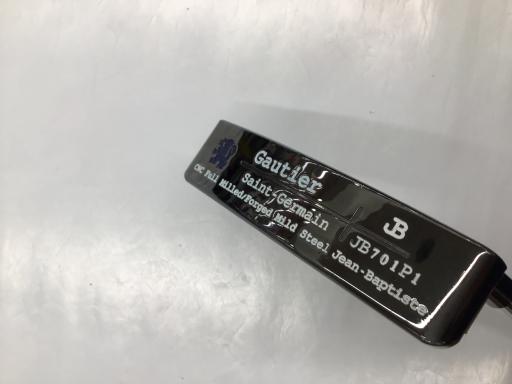 Gautier
Saint-Germain
CNC Full Milled/Forged Mild Steel Jean-Baptiste
JB
JB701P1